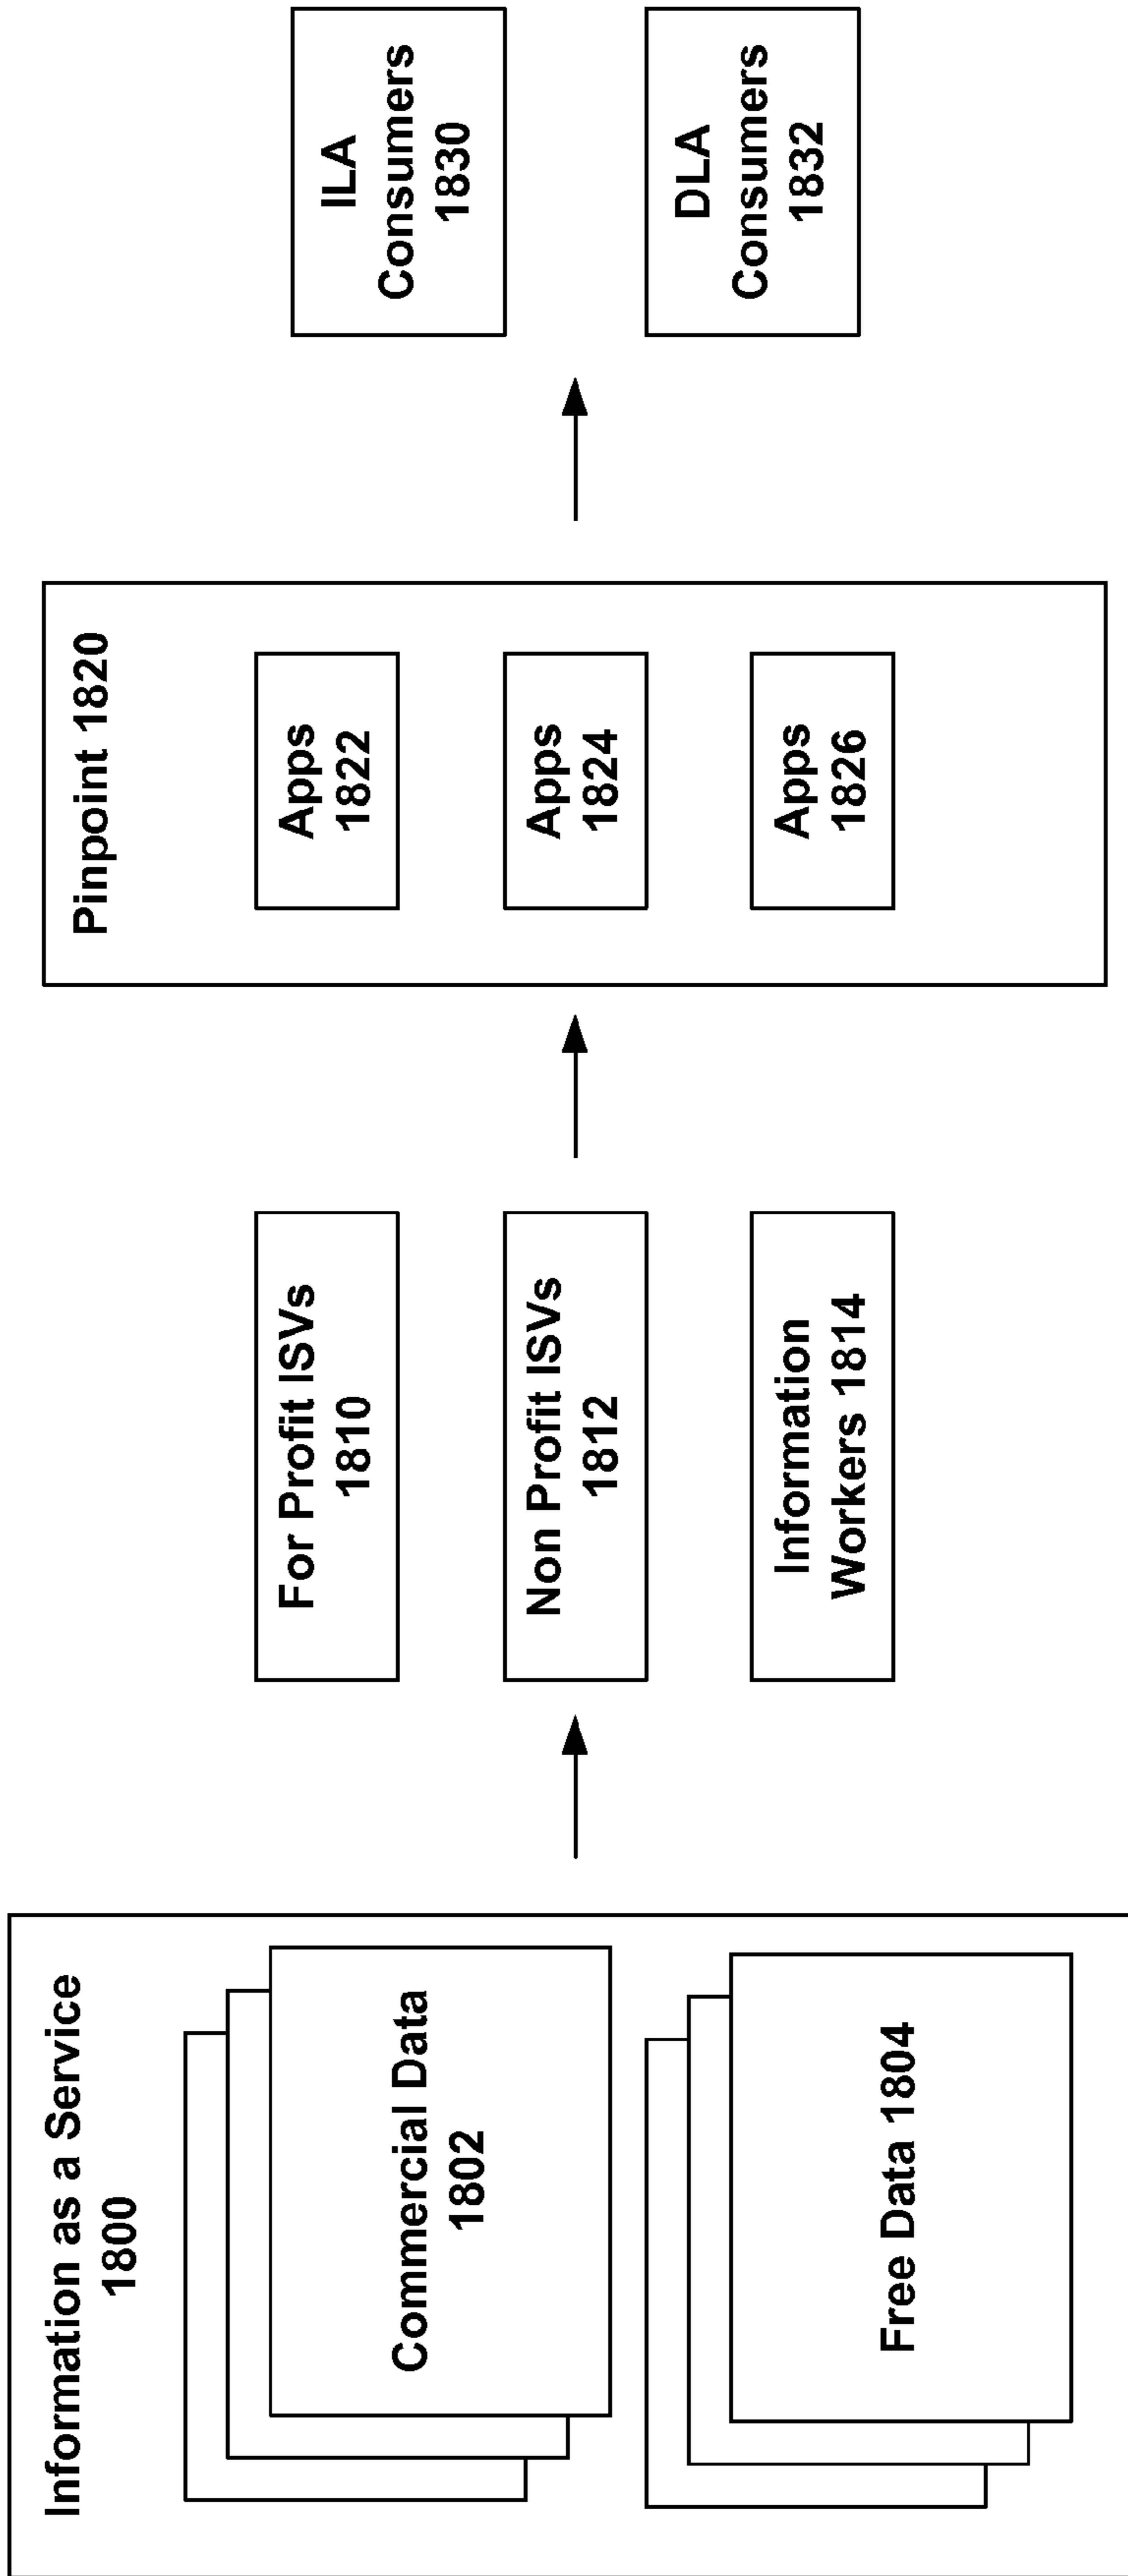 Information as a Service
1800
Commercial Data
1802
Free Data 1804
For Profit ISVs
1810
Non Profit ISVs
1812
Information
Workers 1814
Pinpoint 1820
Apps
1822
Apps
1824
Apps
1826
ILA
Consumers
1830
DLA
Consumers
1832